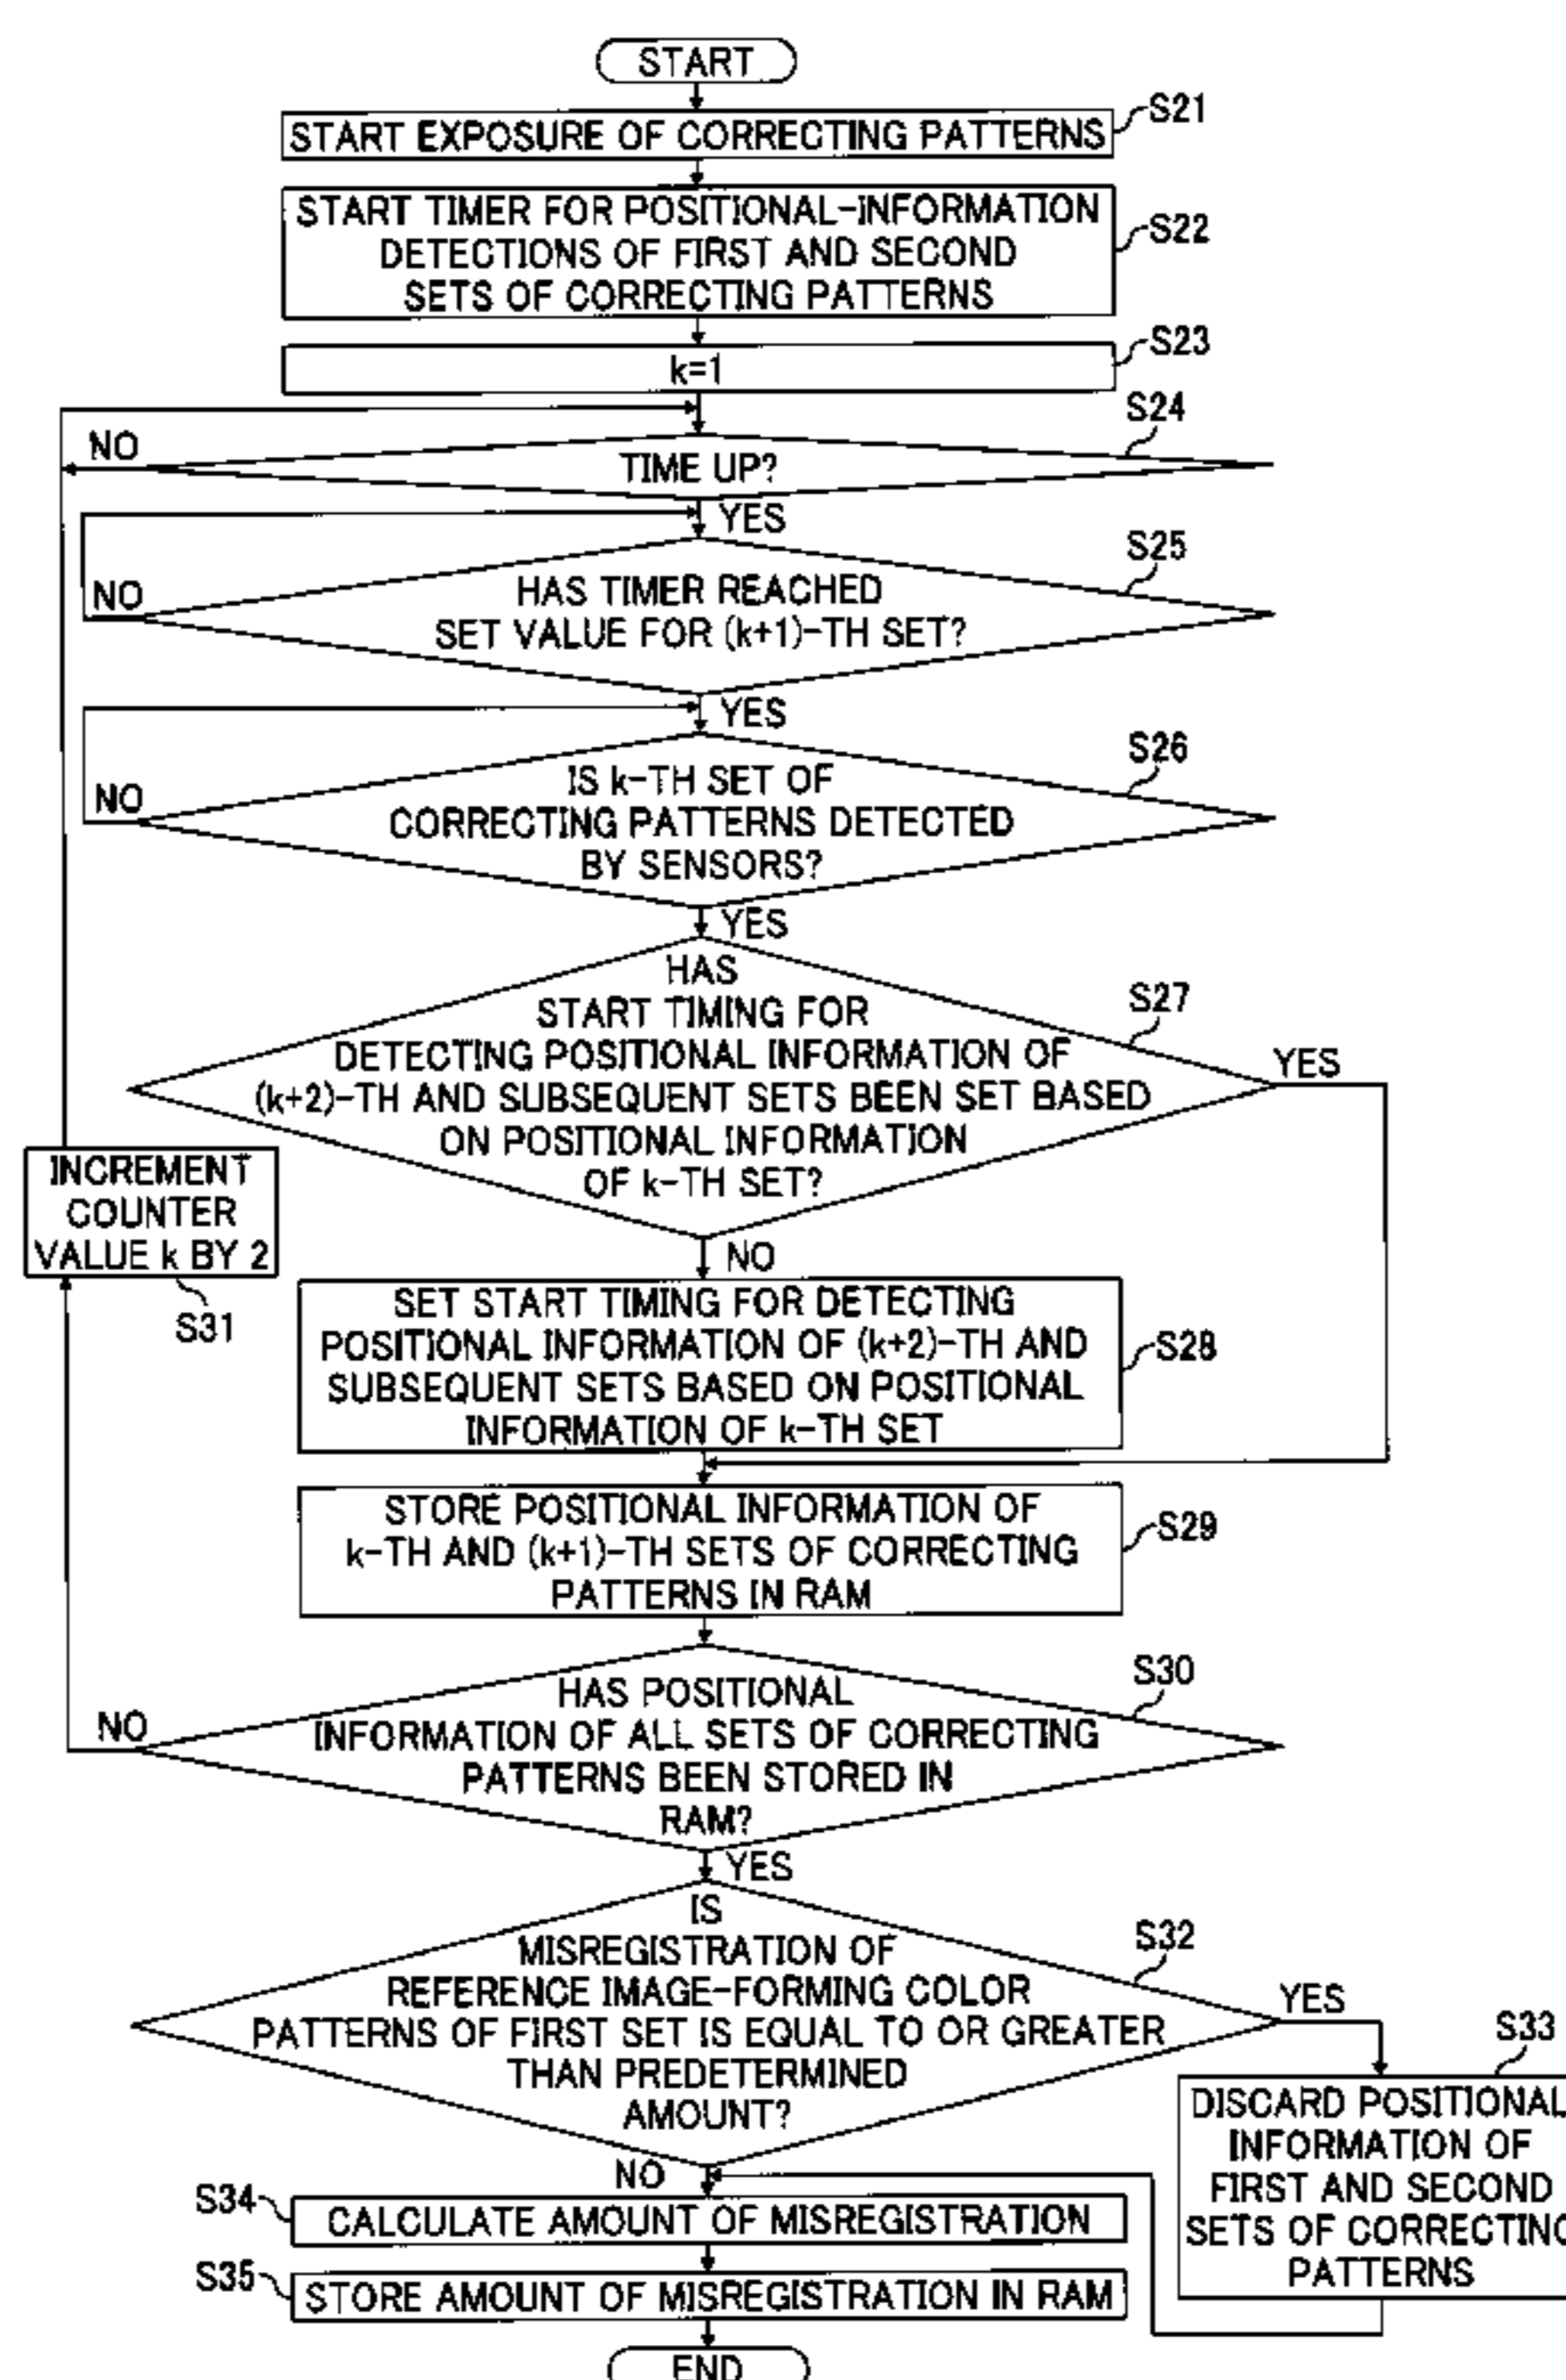 START
START EXPOSURE OF CORRECTING PATTERNS
S21
START TIMER FOR POSITIONAL-INFORMATION
DETECTIONS OF FIRST AND SECOND
SETS OF CORRECTING PATTERNS
S22
k=1
S23
TIME UP?
S24
NO
YES
HAS TIMER REACHED
SET VALUE FOR (k+1)-TH SET?
S25
NO
YES
IS k-TH SET OF
CORRECTING PATTERNS DETECTED
BY SENSORS?
S26
NO
YES
HAS
START TIMING FOR
DETECTING POSITIONAL INFORMATION OF
(k+2)-TH AND SUBSEQUENT SETS BEEN SET BASED
ON POSITIONAL INFORMATION
OF k-TH SET?
S27
YES
NO
INCREMENT
COUNTER
VALUE k BY 2
S31
SET START TIMING FOR DETECTING
POSITIONAL INFORMATION OF (k+2)-TH AND
SUBSEQUENT SETS BASED ON POSITIONAL
INFORMATION OF k-TH SET
S28
STORE POSITIONAL INFORMATION OF
k-TH AND (k+1)-TH SETS OF CORRECTING
PATTERNS IN RAM
S29
HAS POSITIONAL
INFORMATION OF ALL SETS OF CORRECTING
PATTERNS BEEN STORED IN
RAM?
S30
NO
YES
IS
MISREGISTRATION OF
REFERENCE IMAGE-FORMING COLOR
PATTERNS OF FIRST SET IS EQUAL TO OR GREATER
THAN PREDETERMINED
AMOUNT?
S32
YES
NO
S33
DISCARD POSITIONAL
INFORMATION OF
FIRST AND SECOND
SETS OF CORRECTING
PATTERNS
S34
CALCULATE AMOUNT OF MISREGISTRATION
S35
STORE AMOUNT OF MISREGISTRATION IN RAM
END